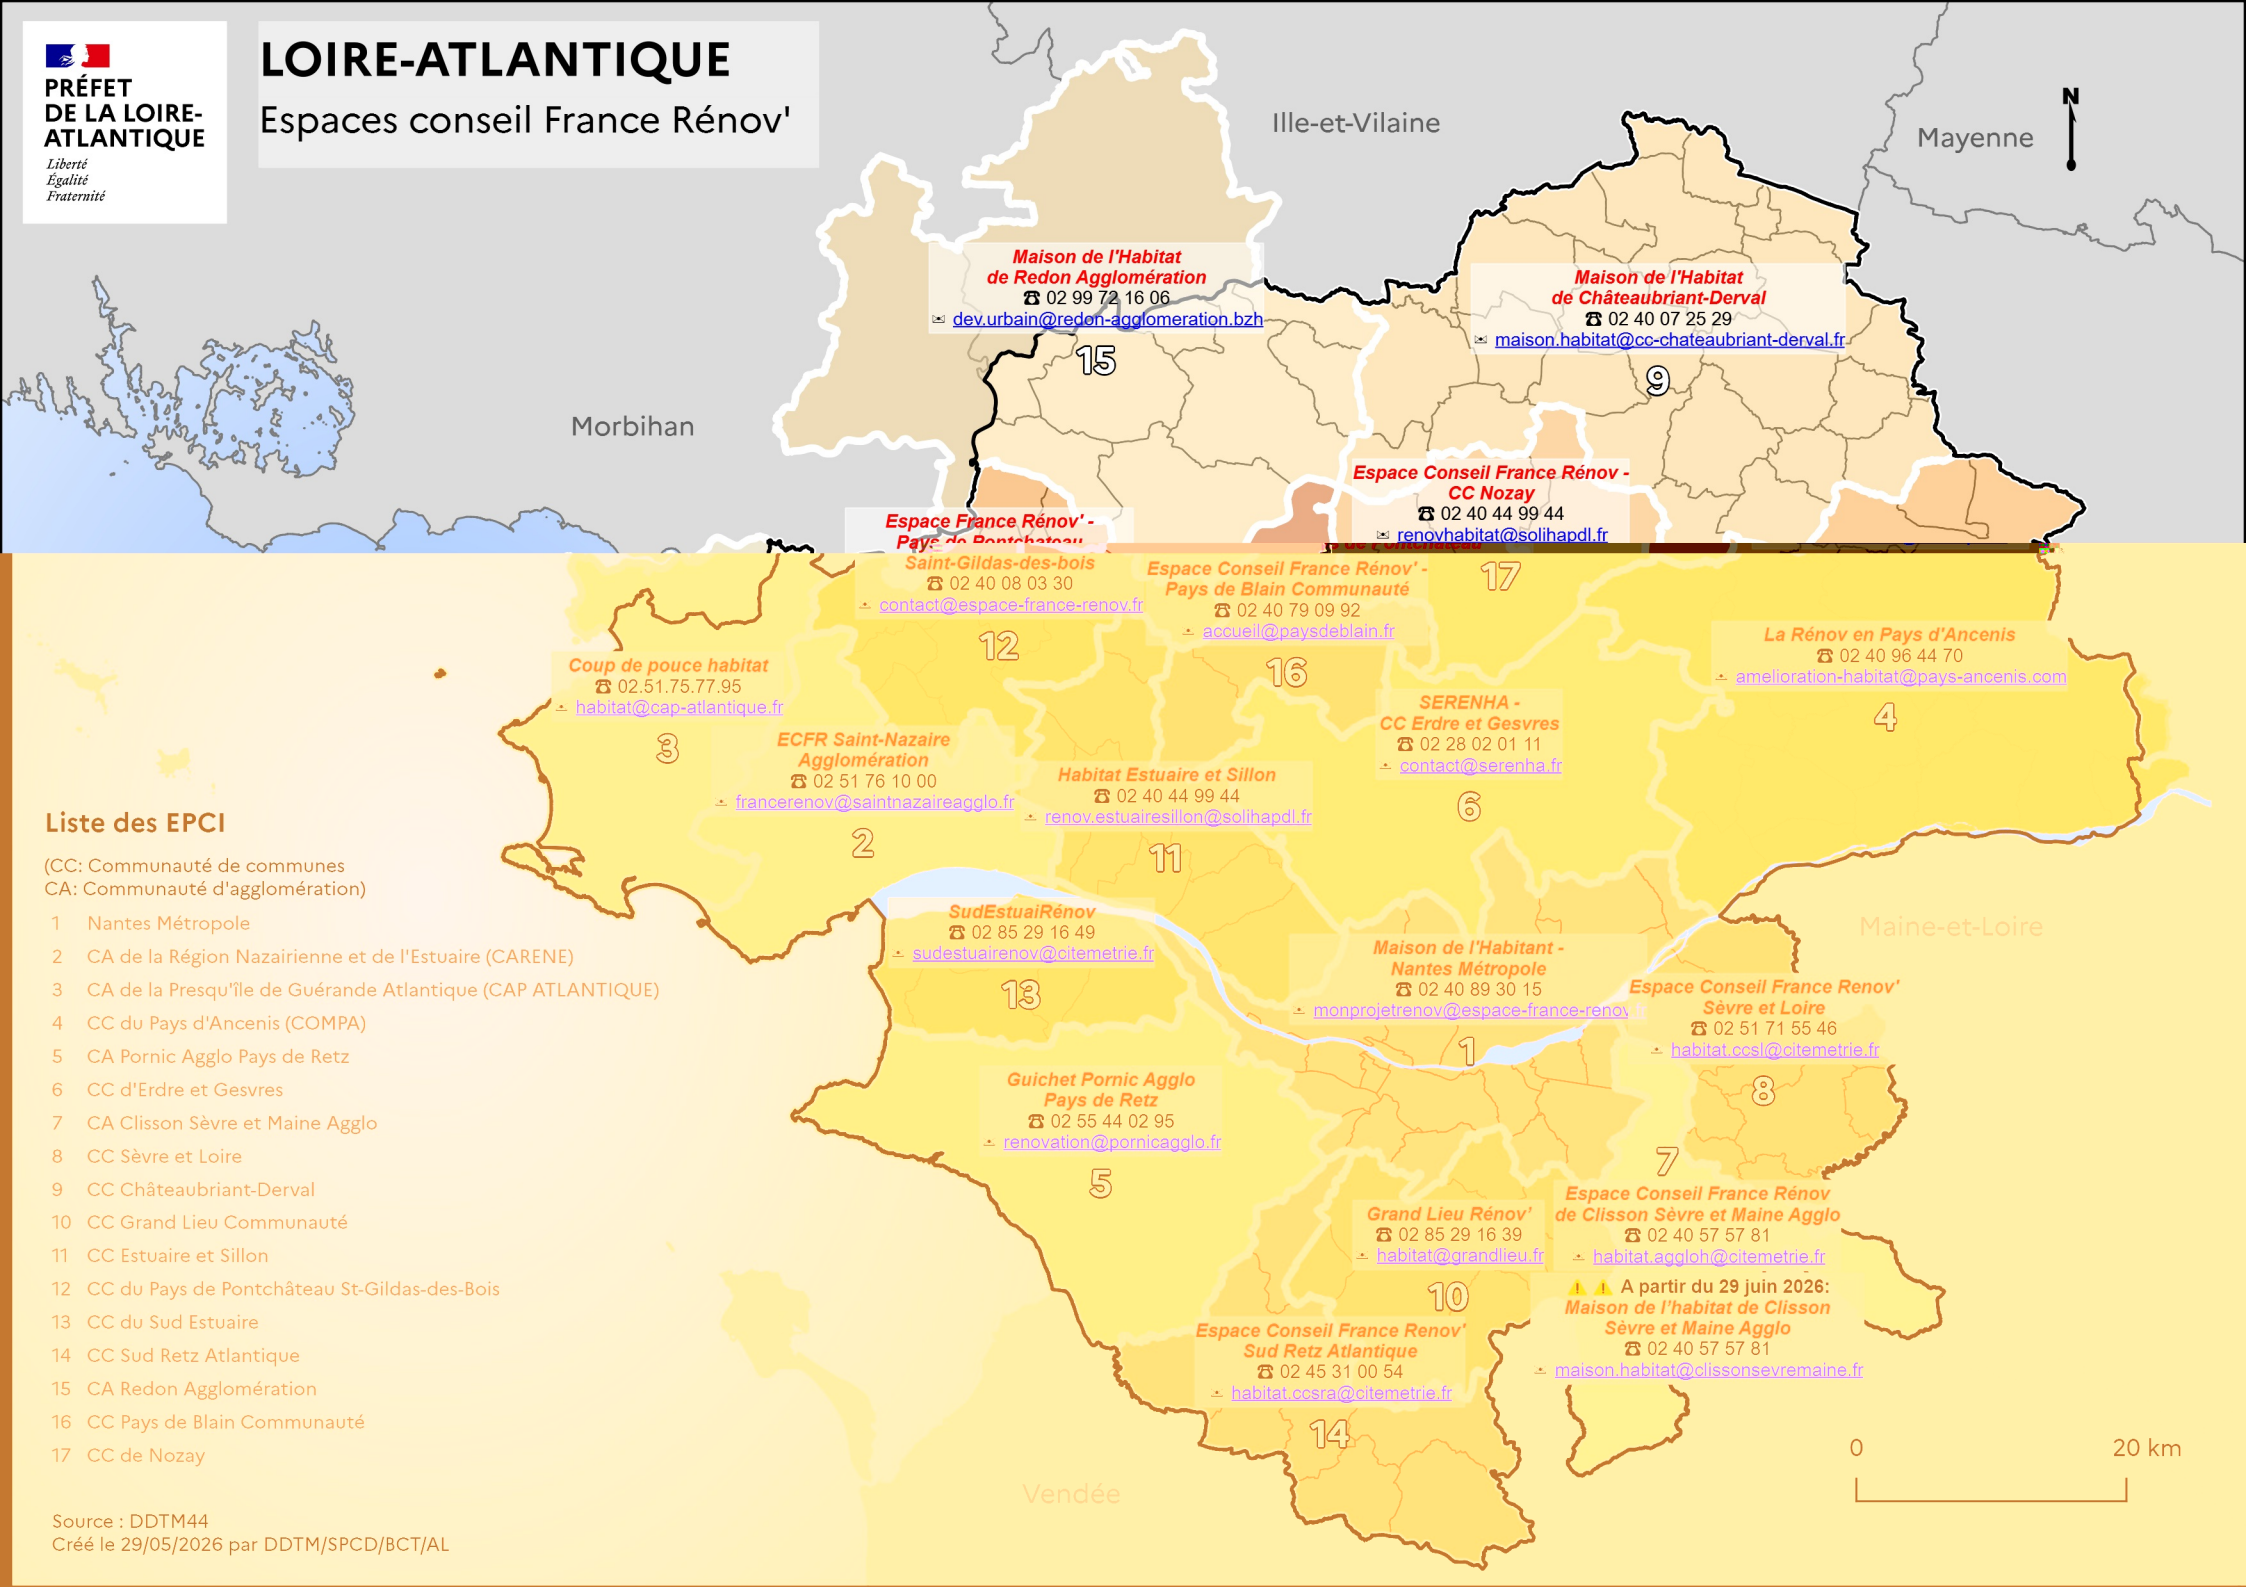 PRÉFET
DE LA LOIRE-
ATLANTIQUE
Liberté
Égalité
Fraternité
LOIRE-ATLANTIQUE
Espaces conseil France Rénov'
Ille-et-Vilaine
Mayenne
N
Morbihan
Maison de l'Habitat
de Redon Agglomération
☎ 02 99 72 16 06
✉ dev.urbain@redon-agglomeration.bzh
15
Maison de l'Habitat
de Châteaubriant-Derval
☎ 02 40 07 25 29
✉ maison.habitat@cc-chateaubriant-derval.fr
9
Espace Conseil France Rénov -
CC Nozay
☎ 02 40 44 99 44
✉ renovhabitat@solihapdl.fr
17
Espace France Rénov' -
Pays de Pontchateau
Saint-Gildas-des-bois
☎ 02 40 08 03 30
contact@espace-france-renov.fr
12
Espace Conseil France Rénov' -
Pays de Blain Communauté
☎ 02 40 79 09 92
accueil@paysdeblain.fr
16
La Rénov en Pays d'Ancenis
☎ 02 40 96 44 70
amelioration-habitat@pays-ancenis.com
4
Coup de pouce habitat
☎ 02.51.75.77.95
habitat@cap-atlantique.fr
3
SERENHA -
CC Erdre et Gesvres
☎ 02 28 02 01 11
contact@serenha.fr
6
ECFR Saint-Nazaire
Agglomération
☎ 02 51 76 10 00
francerenov@saintnazaireagglo.fr
2
Habitat Estuaire et Sillon
☎ 02 40 44 99 44
renov.estuairesillon@solihapdl.fr
11
SudEstuaiRénov
☎ 02 85 29 16 49
sudestuairenov@citemetrie.fr
13
Maison de l'Habitant -
Nantes Métropole
☎ 02 40 89 30 15
monprojetrenov@espace-france-renov
1
Maine-et-Loire
Espace Conseil France Renov'
Sèvre et Loire
☎ 02 51 71 55 46
habitat.ccsl@citemetrie.fr
8
Guichet Pornic Agglo
Pays de Retz
☎ 02 55 44 02 95
renovation@pornicagglo.fr
5
7
Espace Conseil France Rénov
de Clisson Sèvre et Maine Agglo
☎ 02 40 57 57 81
habitat.aggloh@citemetrie.fr
⚠ ⚠ A partir du 29 juin 2026:
Maison de l'habitat de Clisson
Sèvre et Maine Agglo
☎ 02 40 57 57 81
maison.habitat@clissonsevremaine.fr
Grand Lieu Rénov'
☎ 02 85 29 16 39
habitat@grandlieu.fr
10
Espace Conseil France Renov'
Sud Retz Atlantique
☎ 02 45 31 00 54
habitat.ccsra@citemetrie.fr
14
Vendée
0 20 km
Liste des EPCI
(CC: Communauté de communes
CA: Communauté d'agglomération)
1 Nantes Métropole
2 CA de la Région Nazairienne et de l'Estuaire (CARENE)
3 CA de la Presqu'île de Guérande Atlantique (CAP ATLANTIQUE)
4 CC du Pays d'Ancenis (COMPA)
5 CA Pornic Agglo Pays de Retz
6 CC d'Erdre et Gesvres
7 CA Clisson Sèvre et Maine Agglo
8 CC Sèvre et Loire
9 CC Châteaubriant-Derval
10 CC Grand Lieu Communauté
11 CC Estuaire et Sillon
12 CC du Pays de Pontchâteau St-Gildas-des-Bois
13 CC du Sud Estuaire
14 CC Sud Retz Atlantique
15 CA Redon Agglomération
16 CC Pays de Blain Communauté
17 CC de Nozay
Source : DDTM44
Créé le 29/05/2026 par DDTM/SPCD/BCT/AL